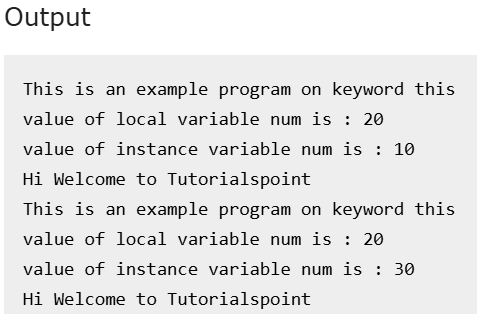 Output
This is an example program on keyword this
value of local variable num is : 20
value of instance variable num is : 10
Hi Welcome to Tutorialspoint
This is an example program on keyword this
value of local variable num is : 20
value of instance variable num is : 30
Hi Welcome to Tutorialspoint